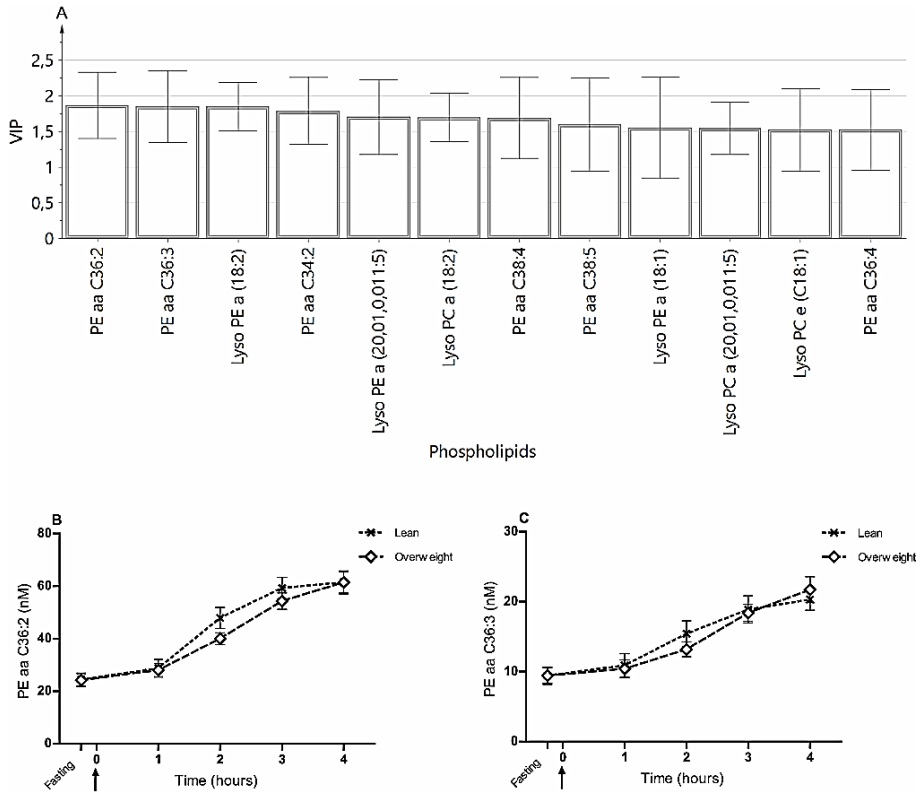 A
VIP
2,5
2
1,5
1
0,5
0
PE aa C36:2
PE aa C36:3
Lyso PE a (18:2)
PE aa C34:2
Lyso PE a (20,01,0,011:5)
Lyso PC a (18:2)
PE aa C38:4
PE aa C38:5
Lyso PE a (18:1)
Lyso PC a (20,01,0,011:5)
Lyso PC e (C18:1)
PE aa C36:4
Phospholipids
B
Lean
Overweight
PE aa C36:2 (nM)
80
60
40
20
0
Fasting 0 1 2 3 4
Time (hours)
C
Lean
Overweight
PE aa C36:3 (nM)
30
20
10
0
Fasting 0 1 2 3 4
Time (hours)